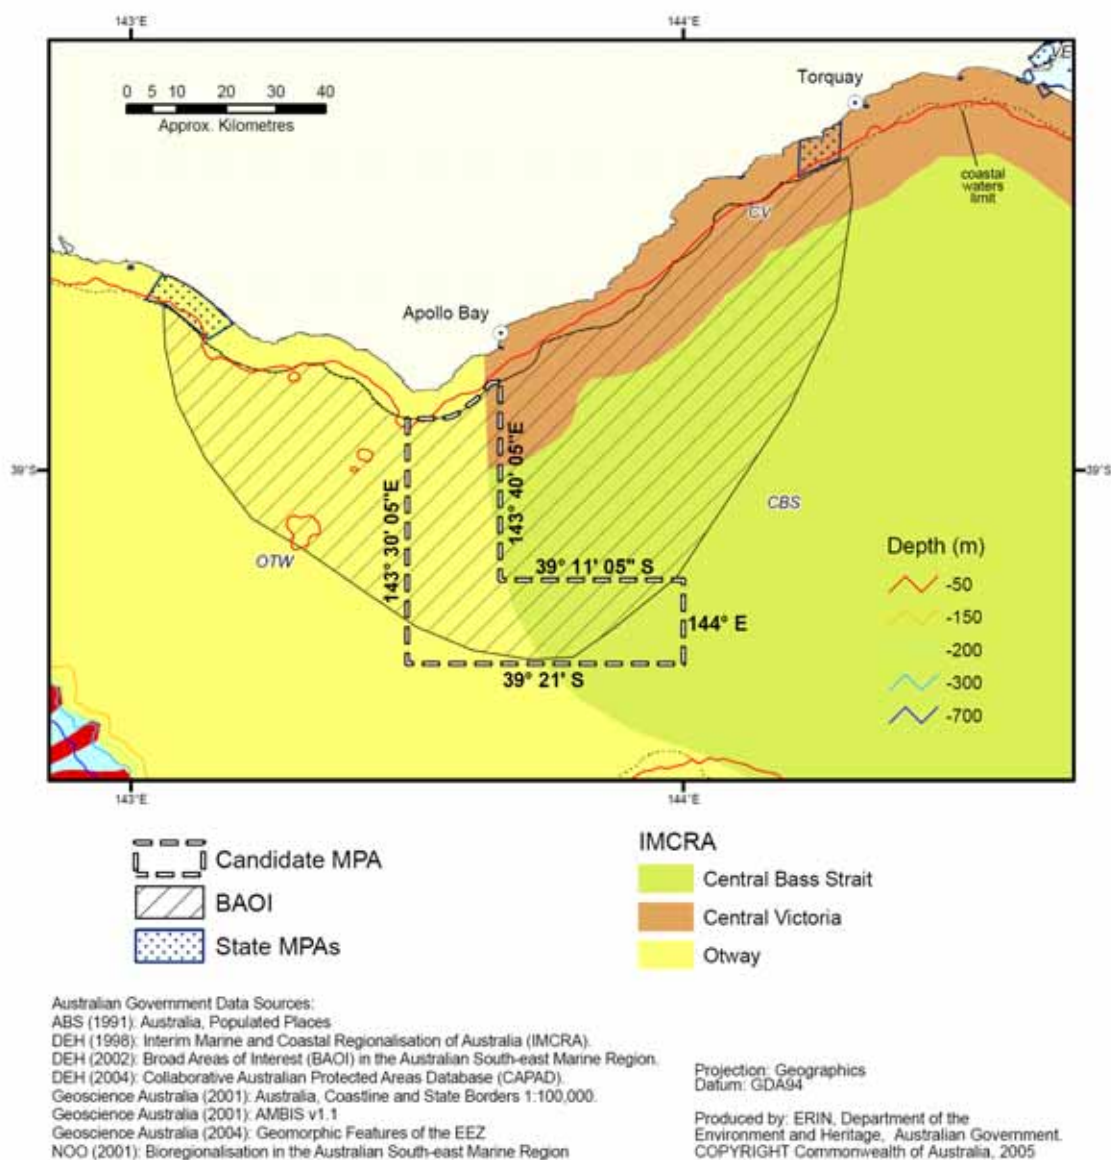 143°E
144°E
Torquay
VE
0 5 10 20 30 40
Approx. Kilometres
coastal
waters
limit
CV
Apollo Bay
39°S
39°S
143° 30' 05"E
143° 40' 05"E
CBS
OTW
39° 11' 05" S
144° E
39° 21' S
Depth (m)
-50
-150
-200
-300
-700
143°E
144°E
Candidate MPA
BAOI
State MPAs
IMCRA
Central Bass Strait
Central Victoria
Otway
Australian Government Data Sources:
ABS (1991): Australia, Populated Places
DEH (1998): Interim Marine and Coastal Regionalisation of Australia (IMCRA).
DEH (2002): Broad Areas of Interest (BAOI) in the Australian South-east Marine Region.
DEH (2004): Collaborative Australian Protected Areas Database (CAPAD).
Geoscience Australia (2001): Australia, Coastline and State Borders 1:100,000.
Geoscience Australia (2001): AMBIS v1.1
Geoscience Australia (2004): Geomorphic Features of the EEZ
NOO (2001): Bioregionalisation in the Australian South-east Marine Region
Projection: Geographics
Datum: GDA94
Produced by: ERIN, Department of the
Environment and Heritage, Australian Government.
COPYRIGHT Commonwealth of Australia, 2005